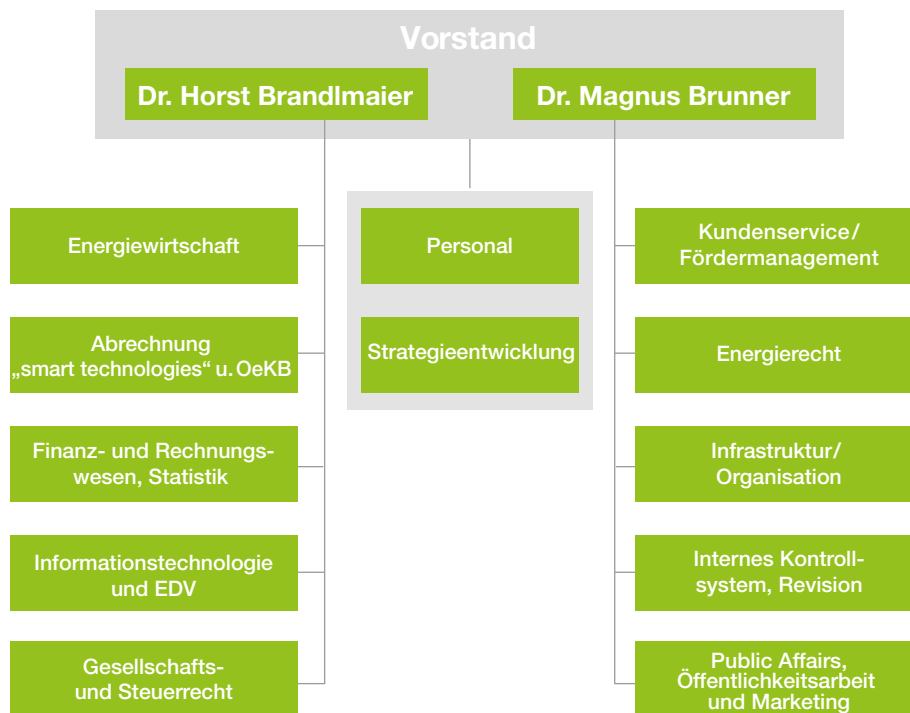 Vorstand
Dr. Horst Brandlmaier
Dr. Magnus Brunner
Energiewirtschaft
Abrechnung
„smart technologies“ u. OeKB
Finanz- und Rechnungs-
wesen, Statistik
Informationstechnologie
und EDV
Gesellschafts-
und Steuerrecht
Personal
Strategieentwicklung
Kundenservice/
Fördermanagement
Energierecht
Infrastruktur/
Organisation
Internes Kontroll-
system, Revision
Public Affairs,
Öffentlichkeitsarbeit
und Marketing